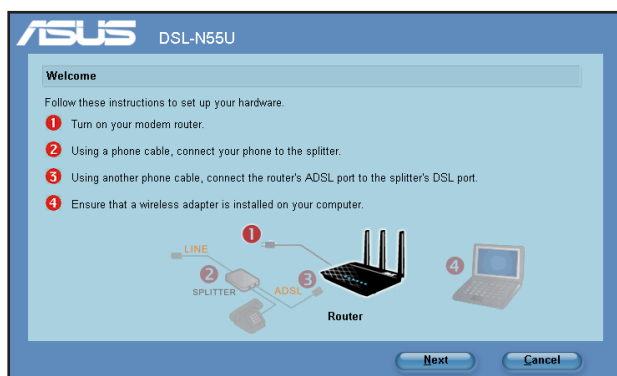 ASUS DSL-N55U
Welcome
Follow these instructions to set up your hardware.
1 Turn on your modem router.
2 Using a phone cable, connect your phone to the splitter.
3 Using another phone cable, connect the router's ADSL port to the splitter's DSL port.
4 Ensure that a wireless adapter is installed on your computer.
1
LINE
2
SPLITTER
ADSL
3
4
Router
Next Cancel